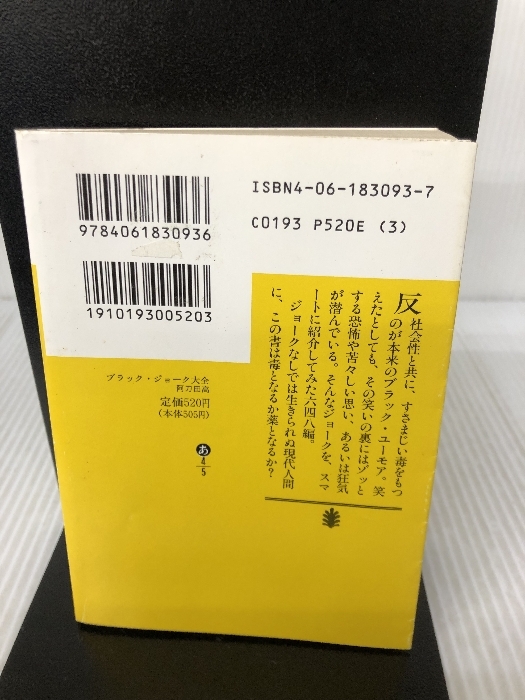 ISBN4-06-183093-7
C0193 P520E (3)
9784061830936
1910193005203
反社会性と共に、すさまじい毒をもつ
のが本来のブラック・ユーモア。笑
えたとしても、その笑いの裏にはゾッと
する恐怖や苦々しい思い、あるいは狂気
が潜んでいる。そんなジョークを、スマ
ートに紹介してみた六四八編。
ジョークなしでは生きられぬ現代人間
に、この書は毒となるか薬となるか？
ブラック・ジョーク大全
阿刀田高
定価520円
(本体505円)
あ
4
5